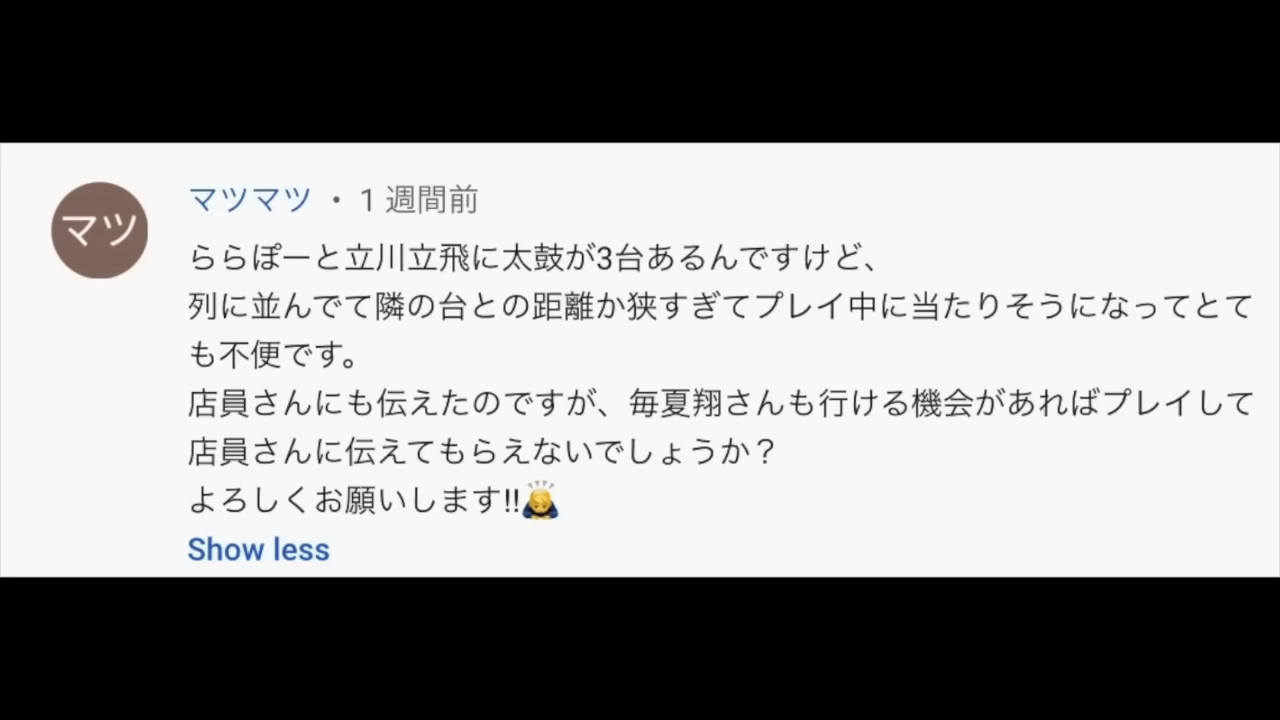 マツ
マツマツ ・ 1 週間前
ららぽーと立川立飛に太鼓が3台あるんですけど、
列に並んでて隣の台との距離か狭すぎてプレイ中に当たりそうになってとて
も不便です。
店員さんにも伝えたのですが、毎夏翔さんも行ける機会があればプレイして
店員さんに伝えてもらえないでしょうか？
よろしくお願いします‼🙇
Show less